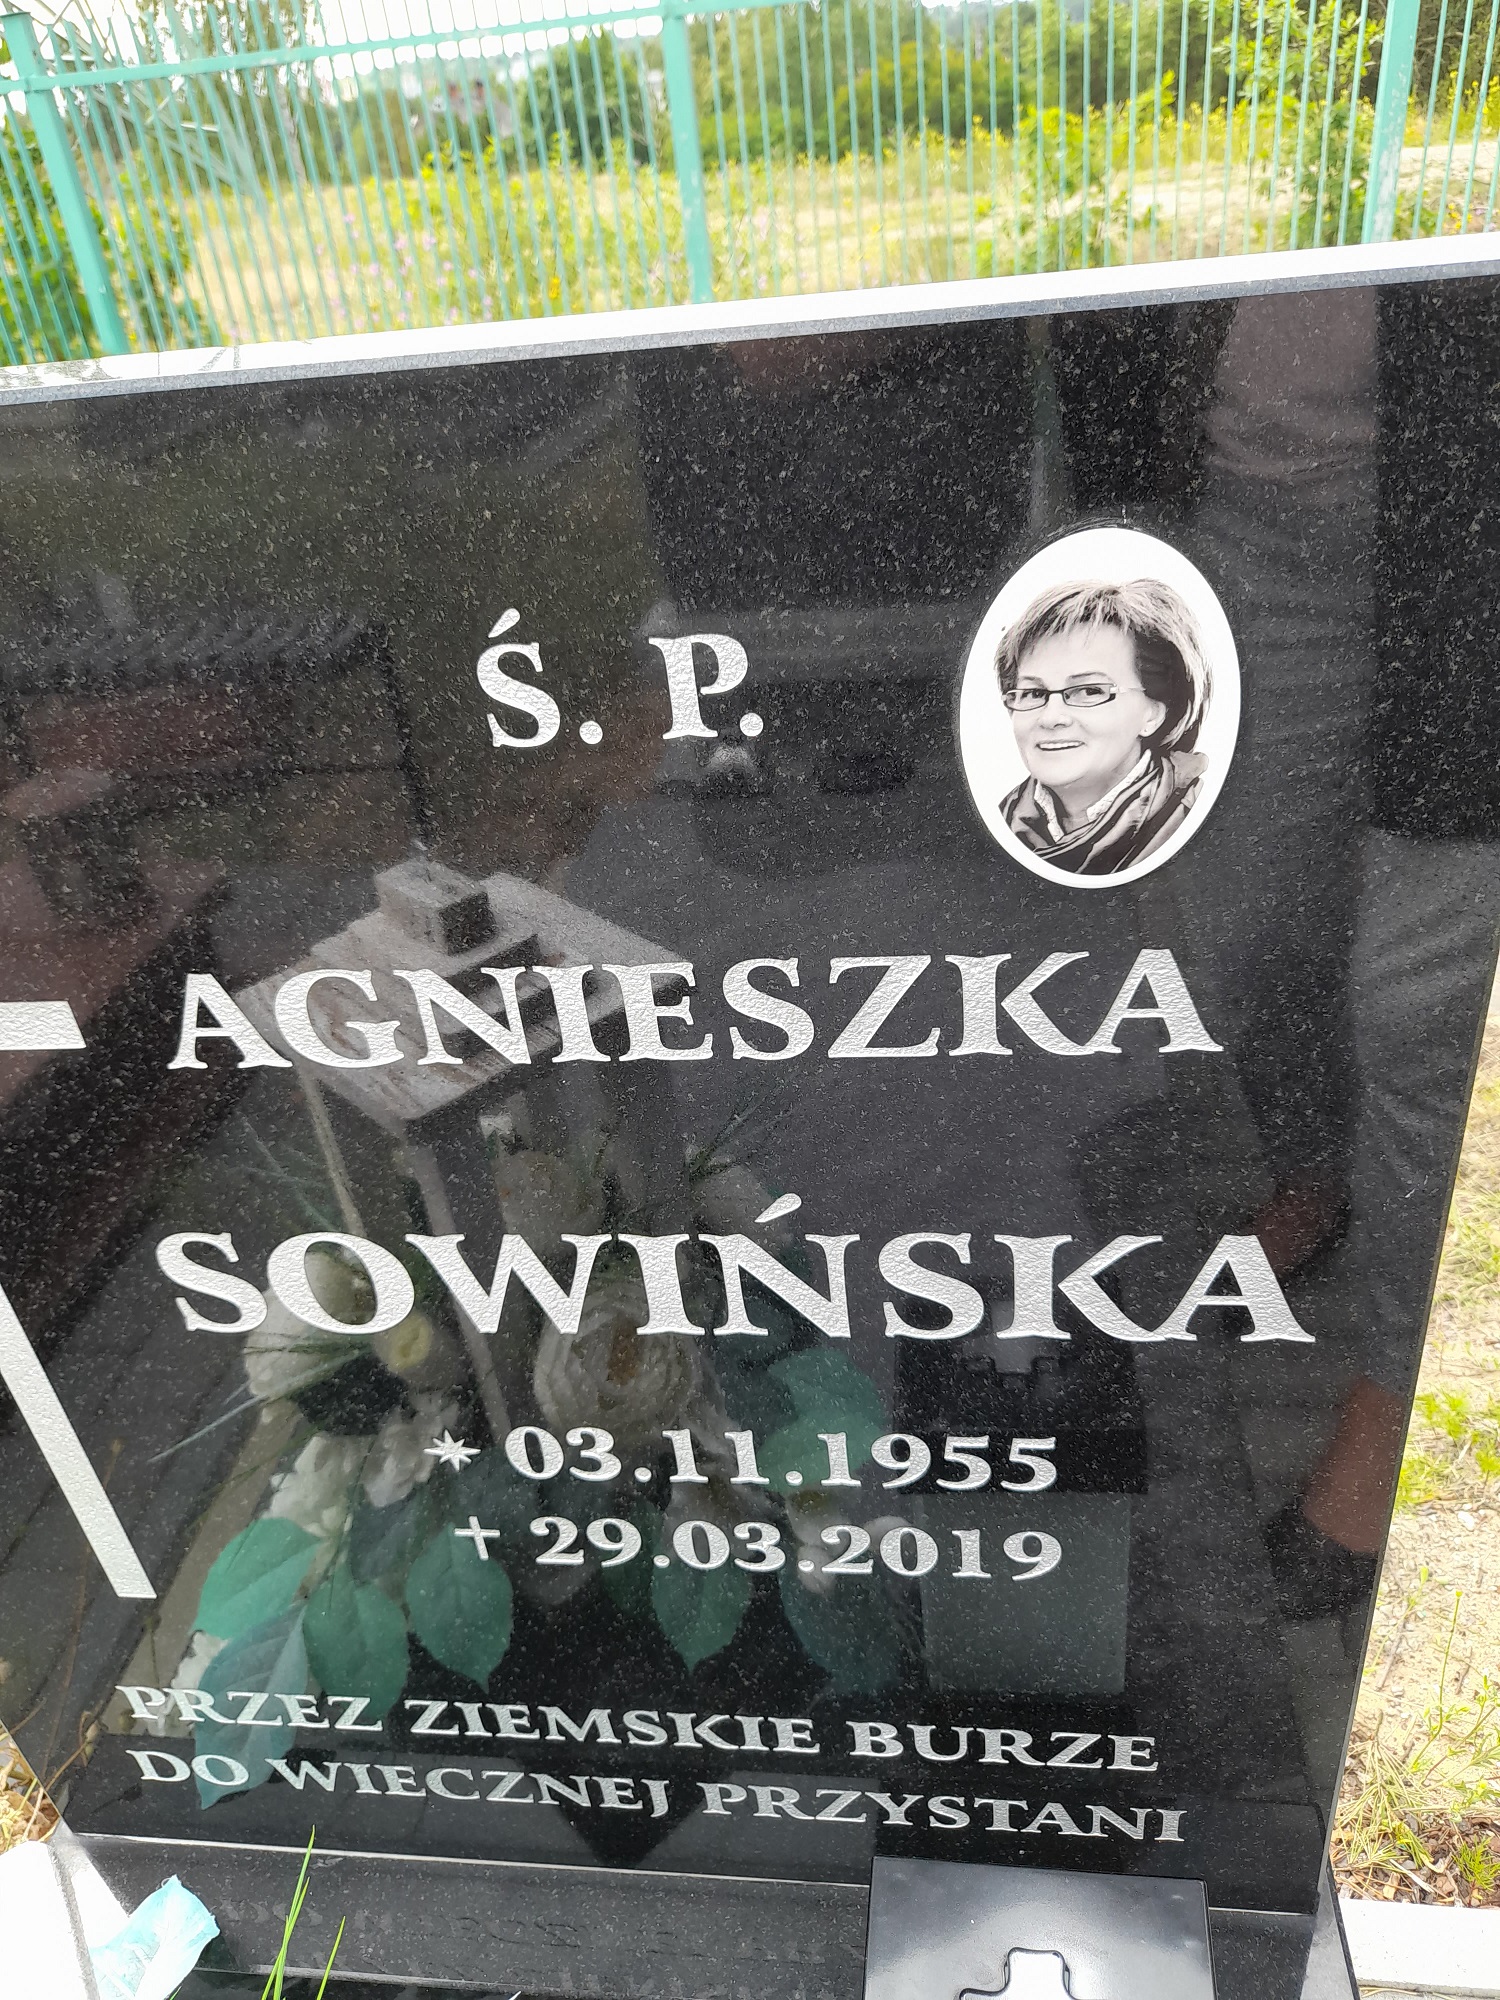 Ś. P.
AGNIESZKA
SOWIŃSKA
✴ 03.11.1955
✝ 29.03.2019
PRZEZ ZIEMSKIE BURZE
DO WIECZNEJ PRZYSTANI